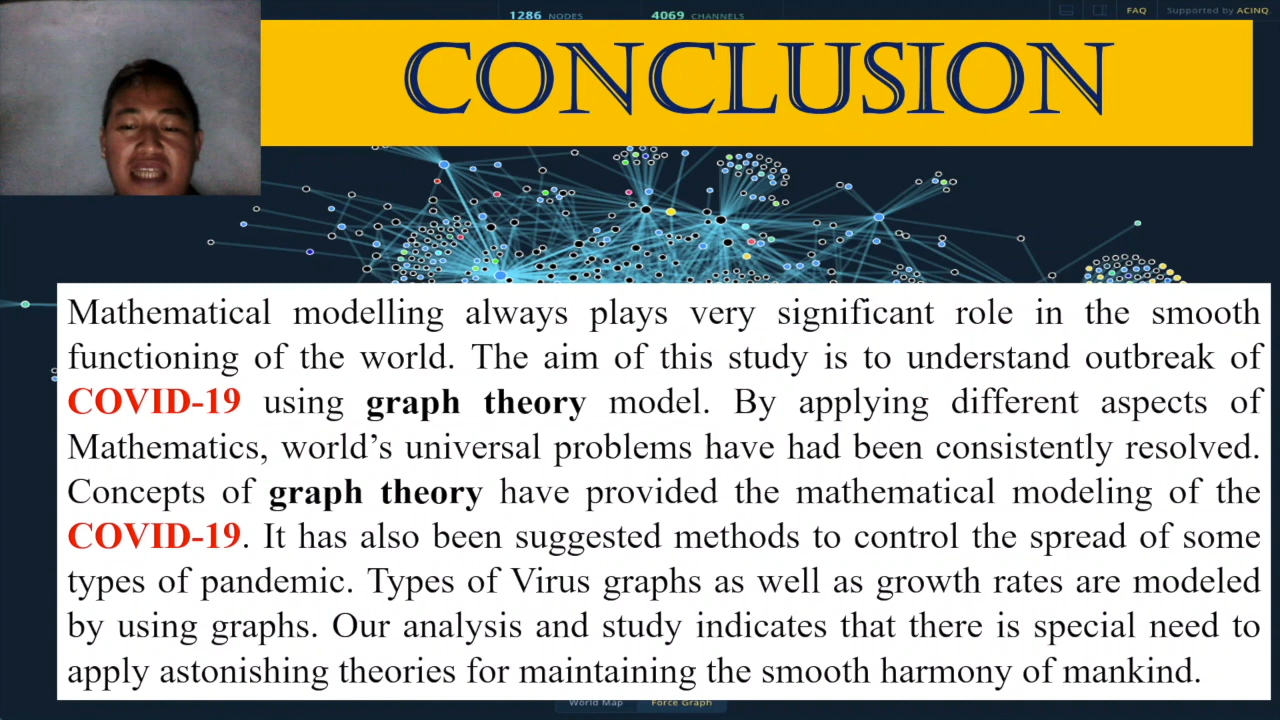 1286 NODES 4069 CHANNELS FAQ Supported by ACINQ
CONCLUSION
Mathematical modelling always plays very significant role in the smooth
functioning of the world. The aim of this study is to understand outbreak of
COVID-19 using graph theory model. By applying different aspects of
Mathematics, world’s universal problems have had been consistently resolved.
Concepts of graph theory have provided the mathematical modeling of the
COVID-19. It has also been suggested methods to control the spread of some
types of pandemic. Types of Virus graphs as well as growth rates are modeled
by using graphs. Our analysis and study indicates that there is special need to
apply astonishing theories for maintaining the smooth harmony of mankind.
World Map Force Graph